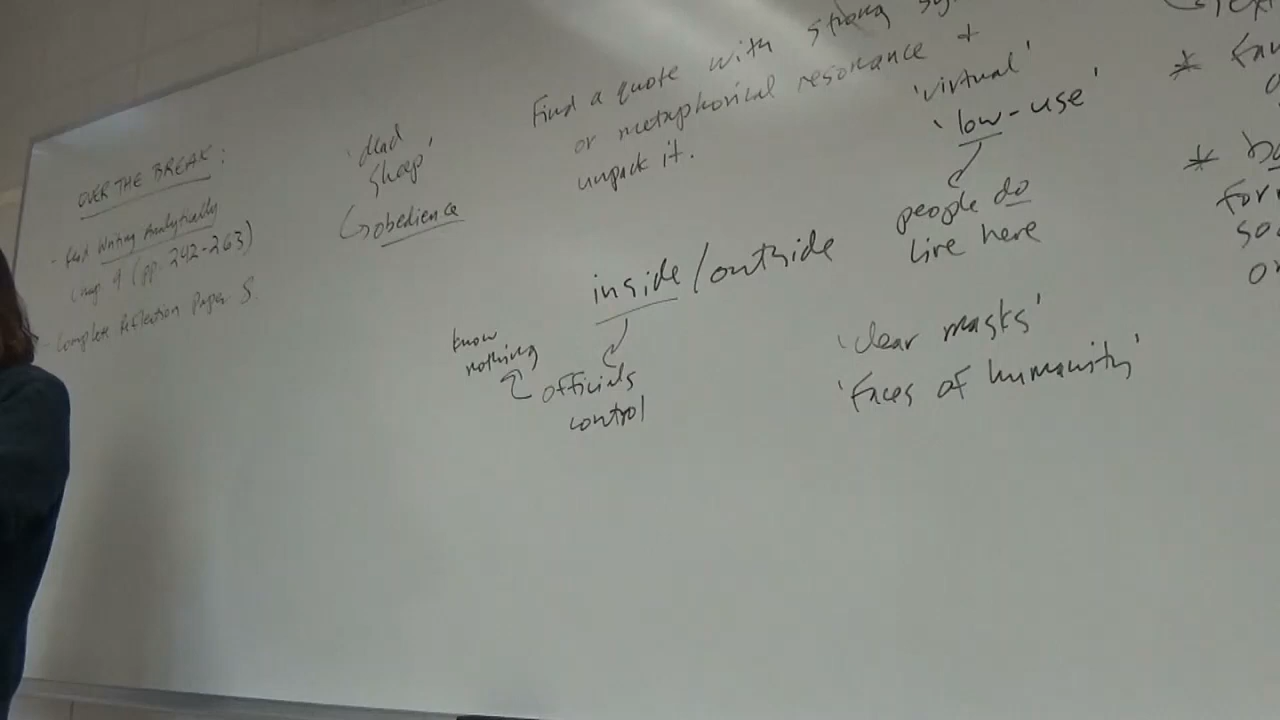 OVER THE BREAK:
- Read Writing Analytically
Chap 9 (pp. 242-263)
- Complete Reflection Paper 5.
'dead
sheep'
obedience
Find a quote with strong
or metaphorical resonance +
unpack it.
inside/outside
know
nothing
officials
control
'virtual'
'low-use'
people do
live here
'clear masks'
'faces of humanity'
*
*